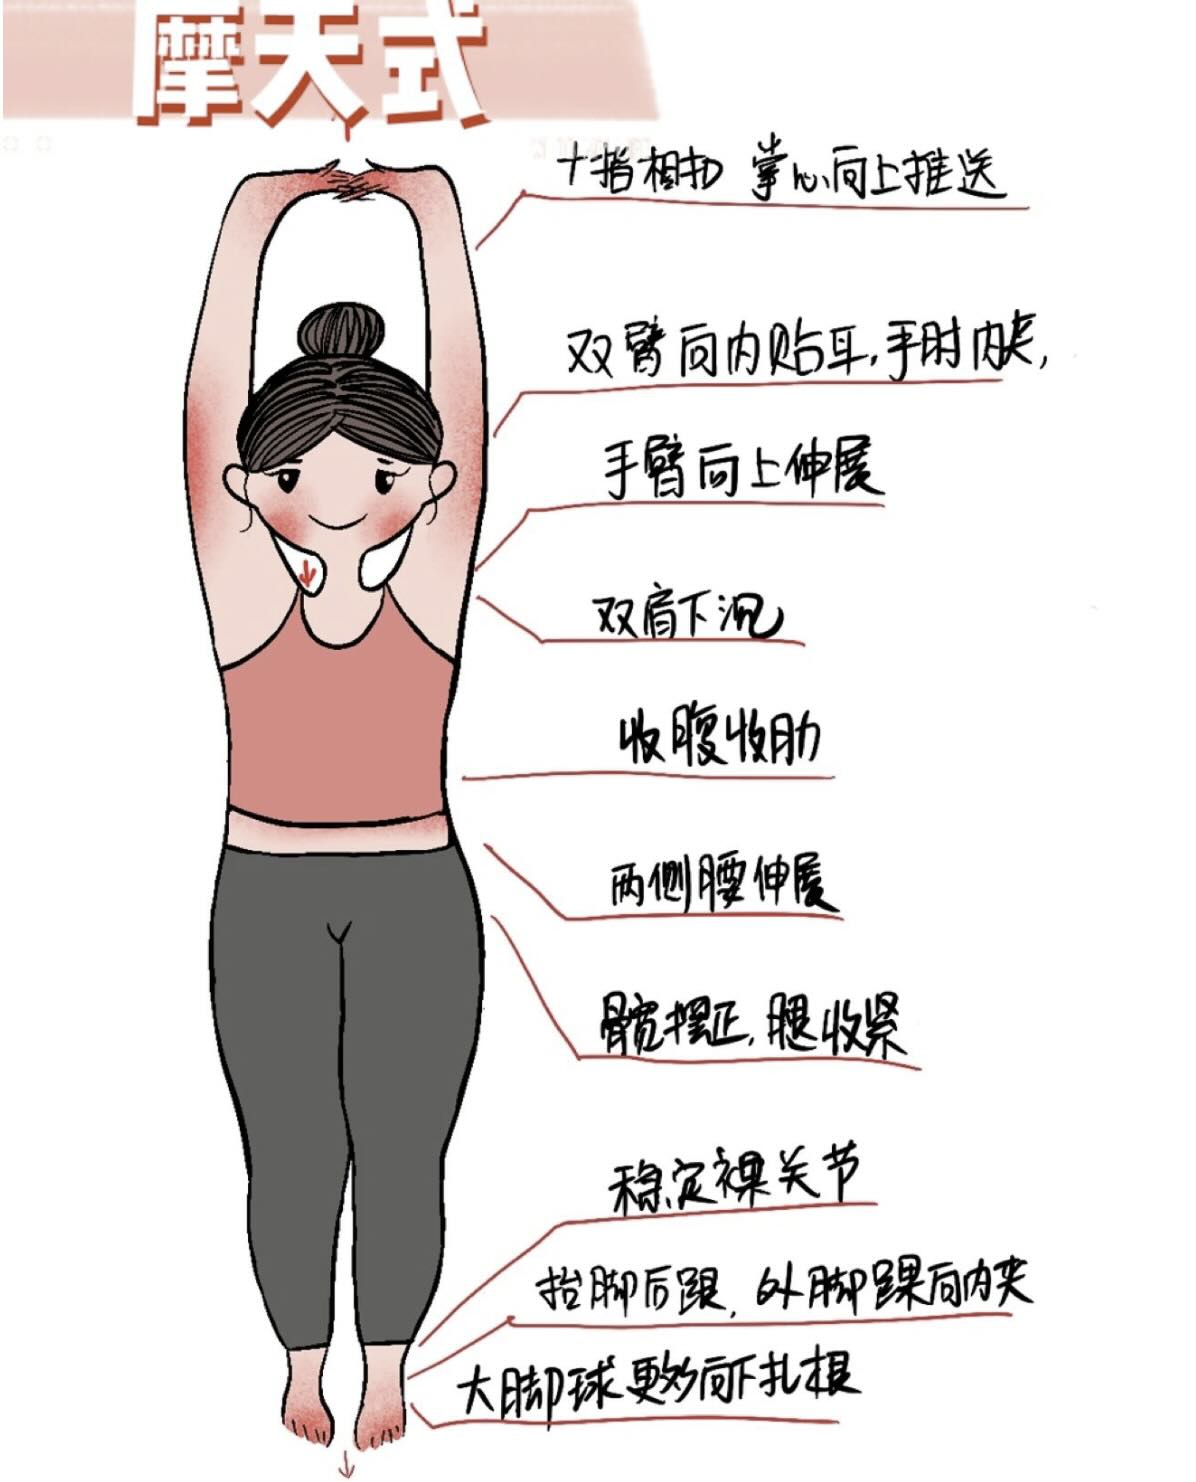 摩天式
十指相扣 掌心向上推送
双臂向内贴耳,手肘内夹,
手臂向上伸展
双肩下沉
收腹收肋
两侧腰伸展
髋摆正,腿收紧
稳定裸关节
抬脚后跟,外脚踝向内夹
大脚球更多向下扎根